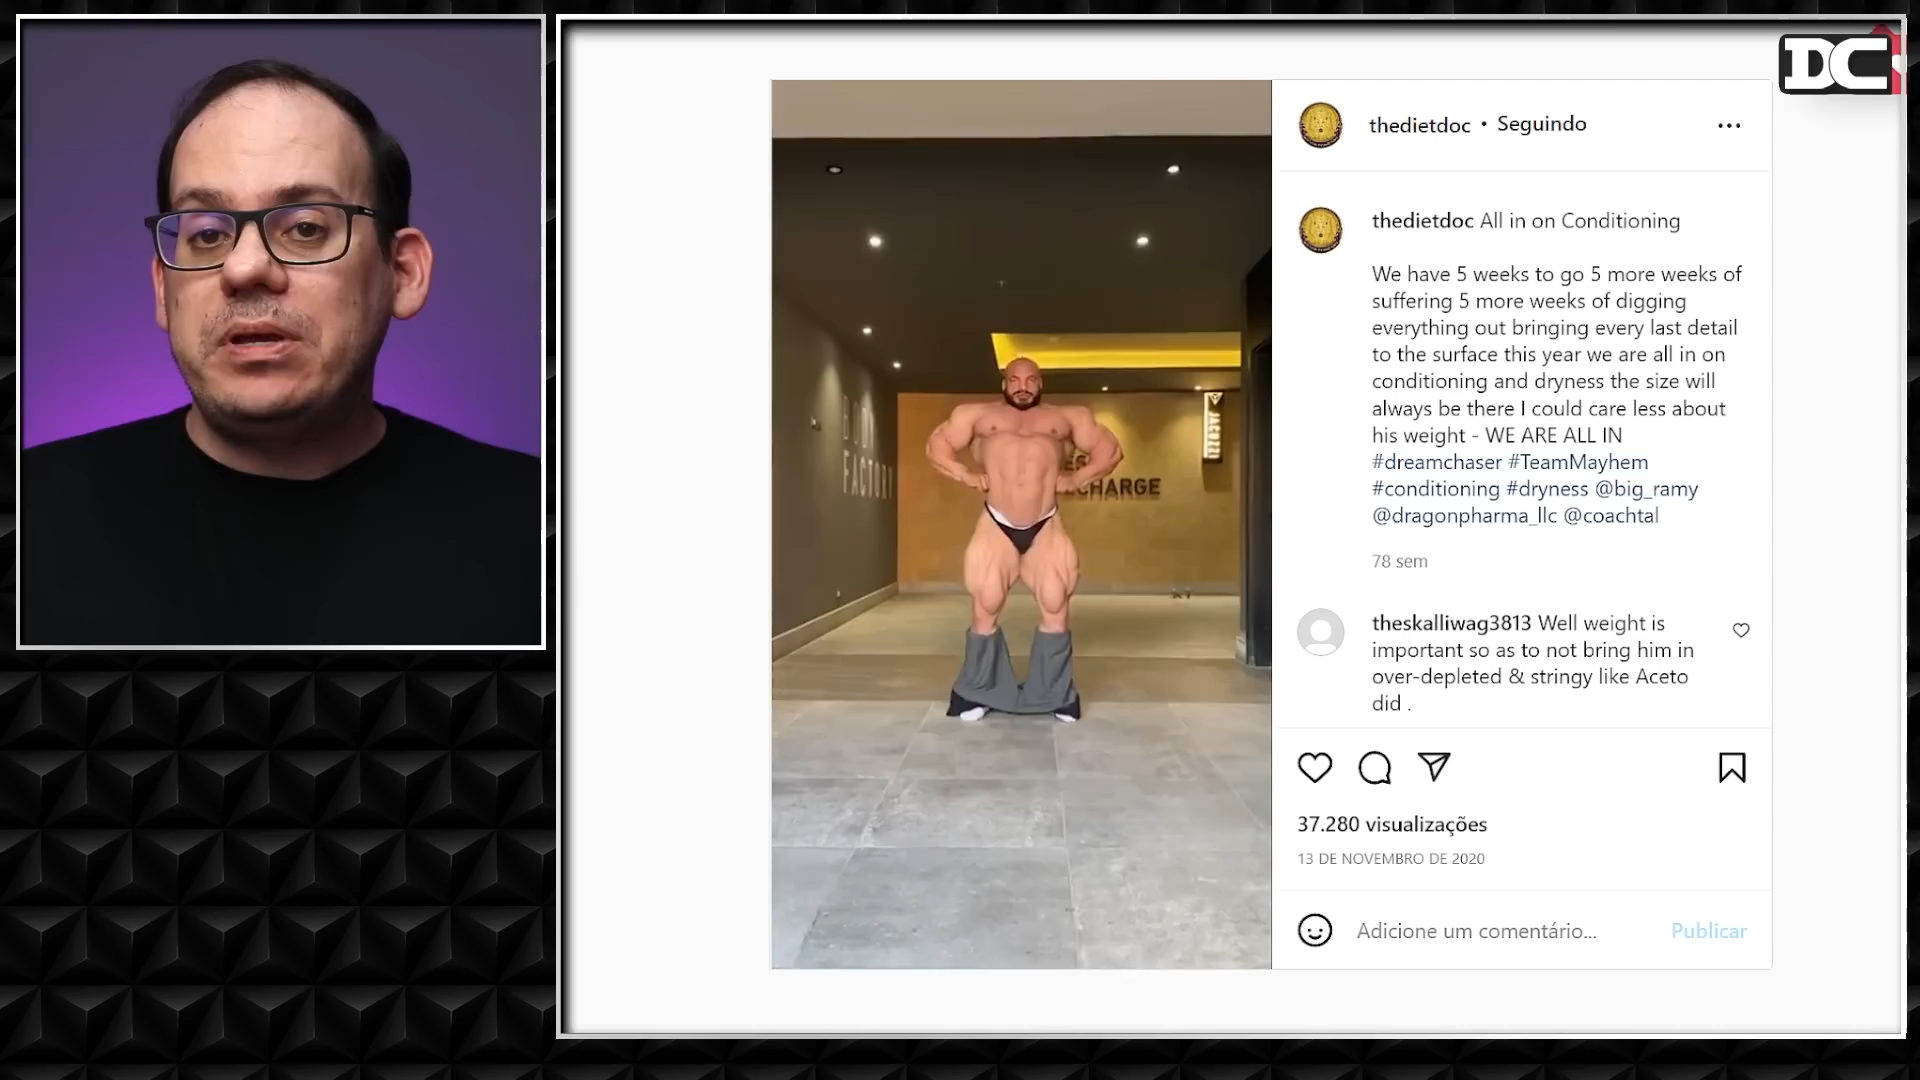 DC
thedietdoc • Seguindo
thedietdoc All in on Conditioning
We have 5 weeks to go 5 more weeks of
suffering 5 more weeks of digging
everything out bringing every last detail
to the surface this year we are all in on
conditioning and dryness the size will
always be there I could care less about
his weight - WE ARE ALL IN
#dreamchaser #TeamMayhem
#conditioning #dryness @big_ramy
@dragonpharma_llc @coachtal
78 sem
theskalliwag3813 Well weight is
important so as to not bring him in
over-depleted & stringy like Aceto
did .
37.280 visualizações
13 DE NOVEMBRO DE 2020
Adicione um comentário...
Publicar
BODY
FACTORY
CHARGE
JACUZZI